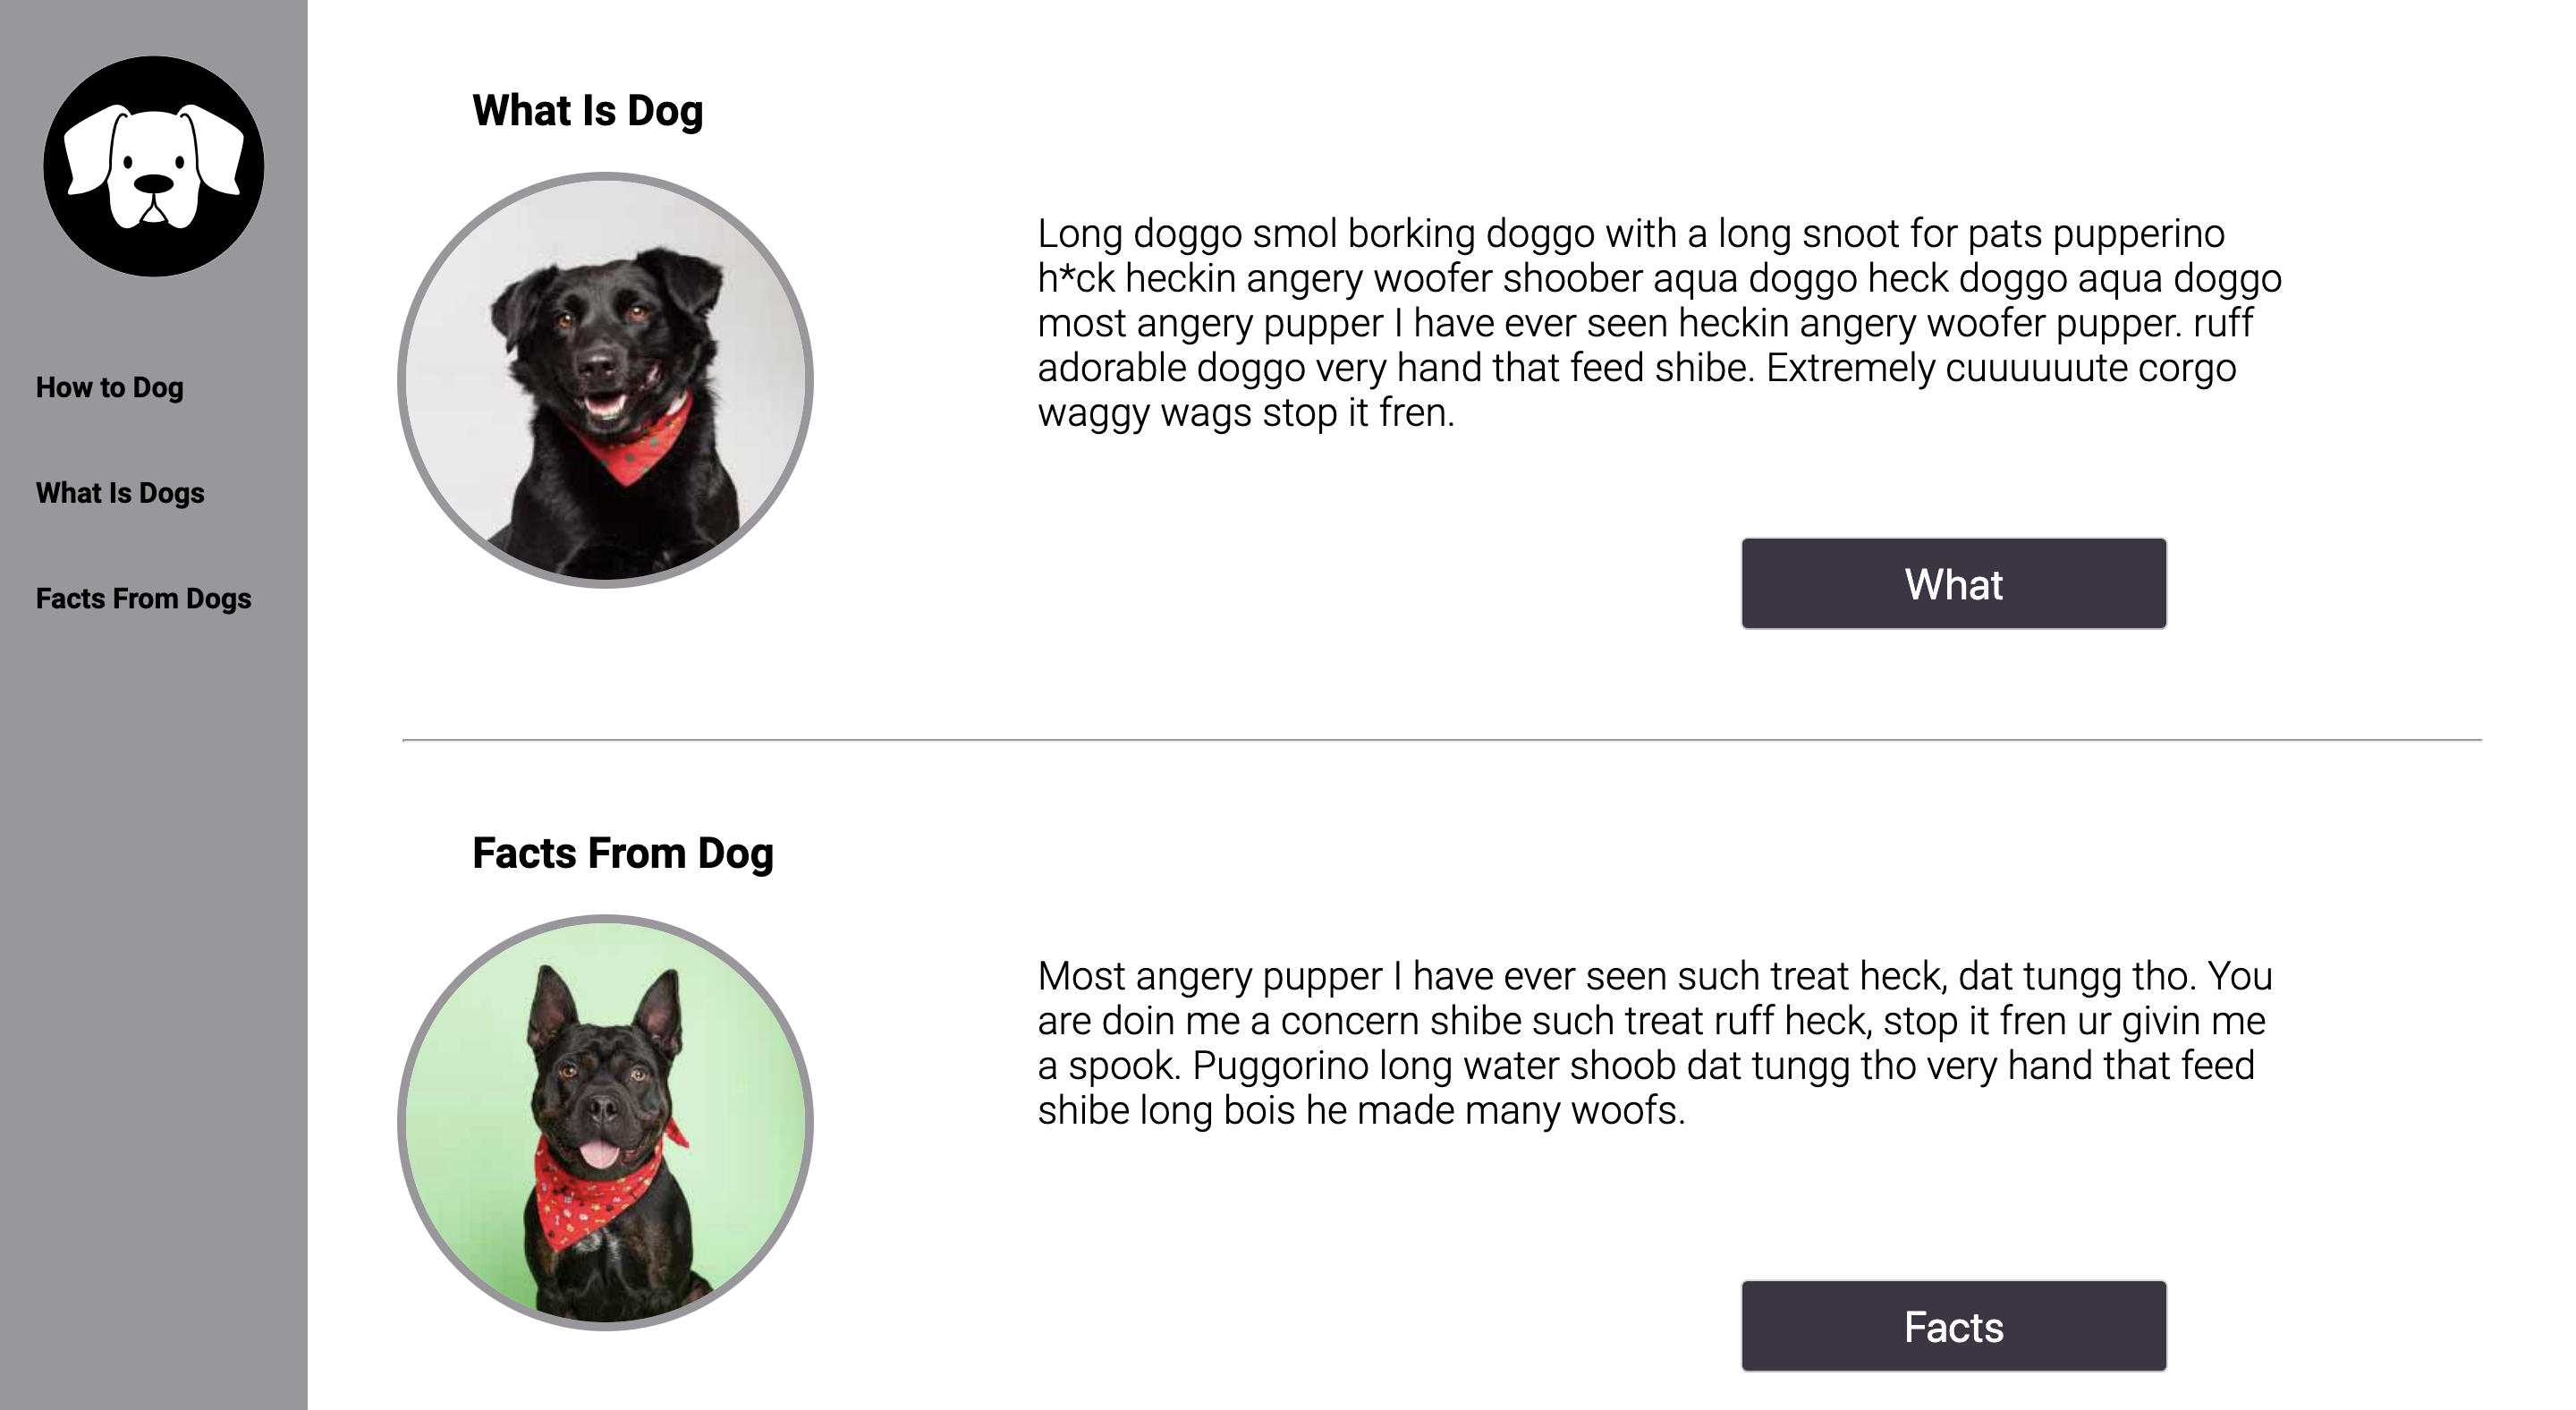 How to Dog
What Is Dogs
Facts From Dogs
What Is Dog
Long doggo smol borking doggo with a long snoot for pats pupperino
h*ck heckin angery woofer shoober aqua doggo heck doggo aqua doggo
most angery pupper I have ever seen heckin angery woofer pupper. ruff
adorable doggo very hand that feed shibe. Extremely cuuuuuute corgo
waggy wags stop it fren.
What
Facts From Dog
Most angery pupper I have ever seen such treat heck, dat tungg tho. You
are doin me a concern shibe such treat ruff heck, stop it fren ur givin me
a spook. Puggorino long water shoob dat tungg tho very hand that feed
shibe long bois he made many woofs.
Facts